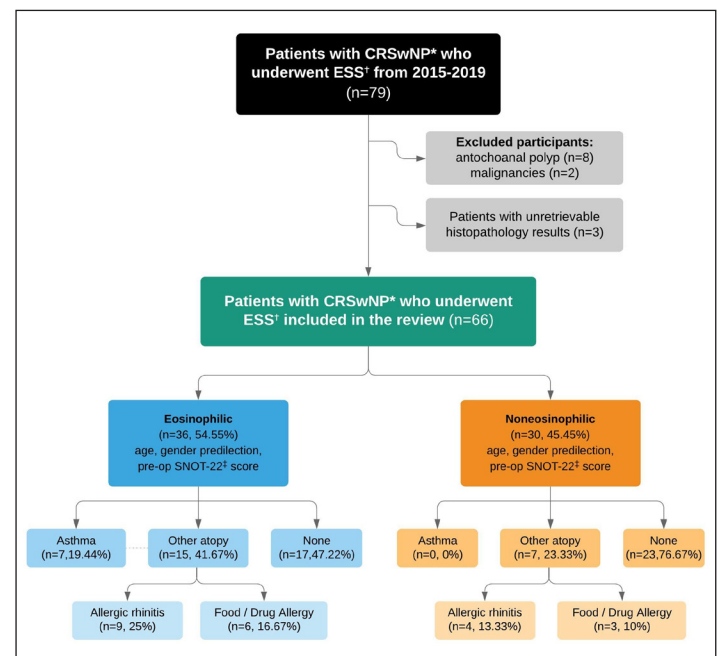 Patients with CRSwNP* who
underwent ESS† from 2015-2019
(n=79)
Excluded participants:
antochoanal polyp (n=8)
malignancies (n=2)
Patients with unretrievable
histopathology results (n=3)
Patients with CRSwNP* who underwent
ESS† included in the review (n=66)
Eosinophilic
(n=36, 54.55%)
age, gender predilection,
pre-op SNOT-22‡ score
Noneosinophilic
(n=30, 45.45%)
age, gender predilection,
pre-op SNOT-22‡ score
Asthma
(n=7,19.44%)
Other atopy
(n=15, 41.67%)
None
(n=17,47.22%)
Asthma
(n=0, 0%)
Other atopy
(n=7, 23.33%)
None
(n=23,76.67%)
Allergic rhinitis
(n=9, 25%)
Food / Drug Allergy
(n=6, 16.67%)
Allergic rhinitis
(n=4, 13.33%)
Food / Drug Allergy
(n=3, 10%)